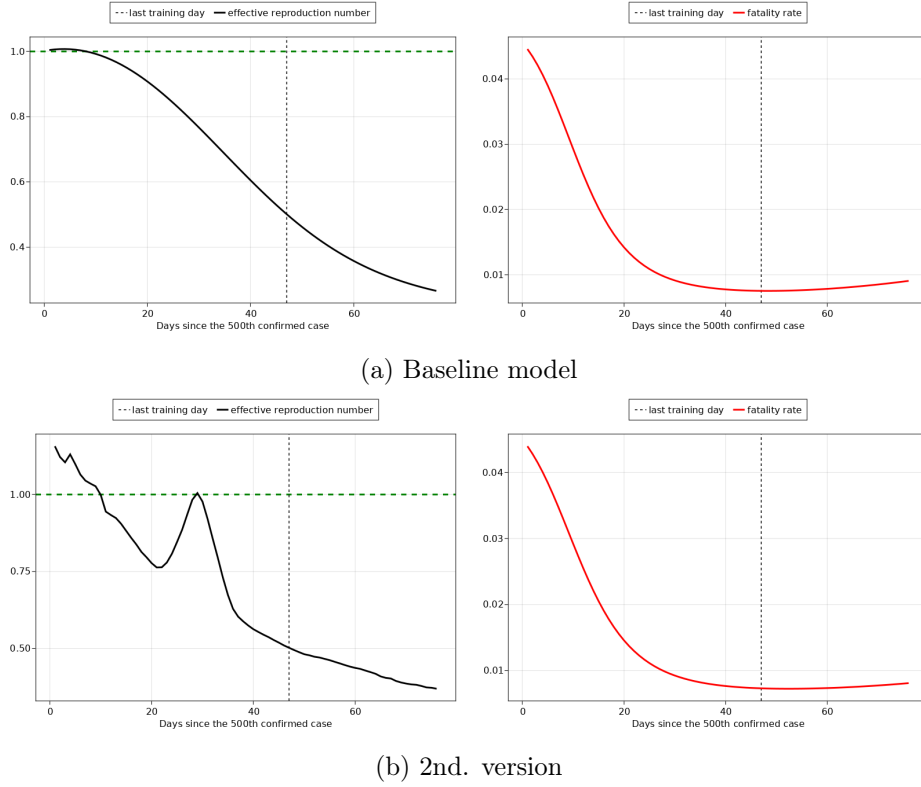 last training day effective reproduction number
last training day fatality rate
1.0
0.8
0.6
0.4
0 20 40 60
Days since the 500th confirmed case
0.04
0.03
0.02
0.01
0 20 40 60
Days since the 500th confirmed case
(a) Baseline model
last training day effective reproduction number
last training day fatality rate
1.00
0.75
0.50
0 20 40 60
Days since the 500th confirmed case
0.04
0.03
0.02
0.01
0 20 40 60
Days since the 500th confirmed case
(b) 2nd. version